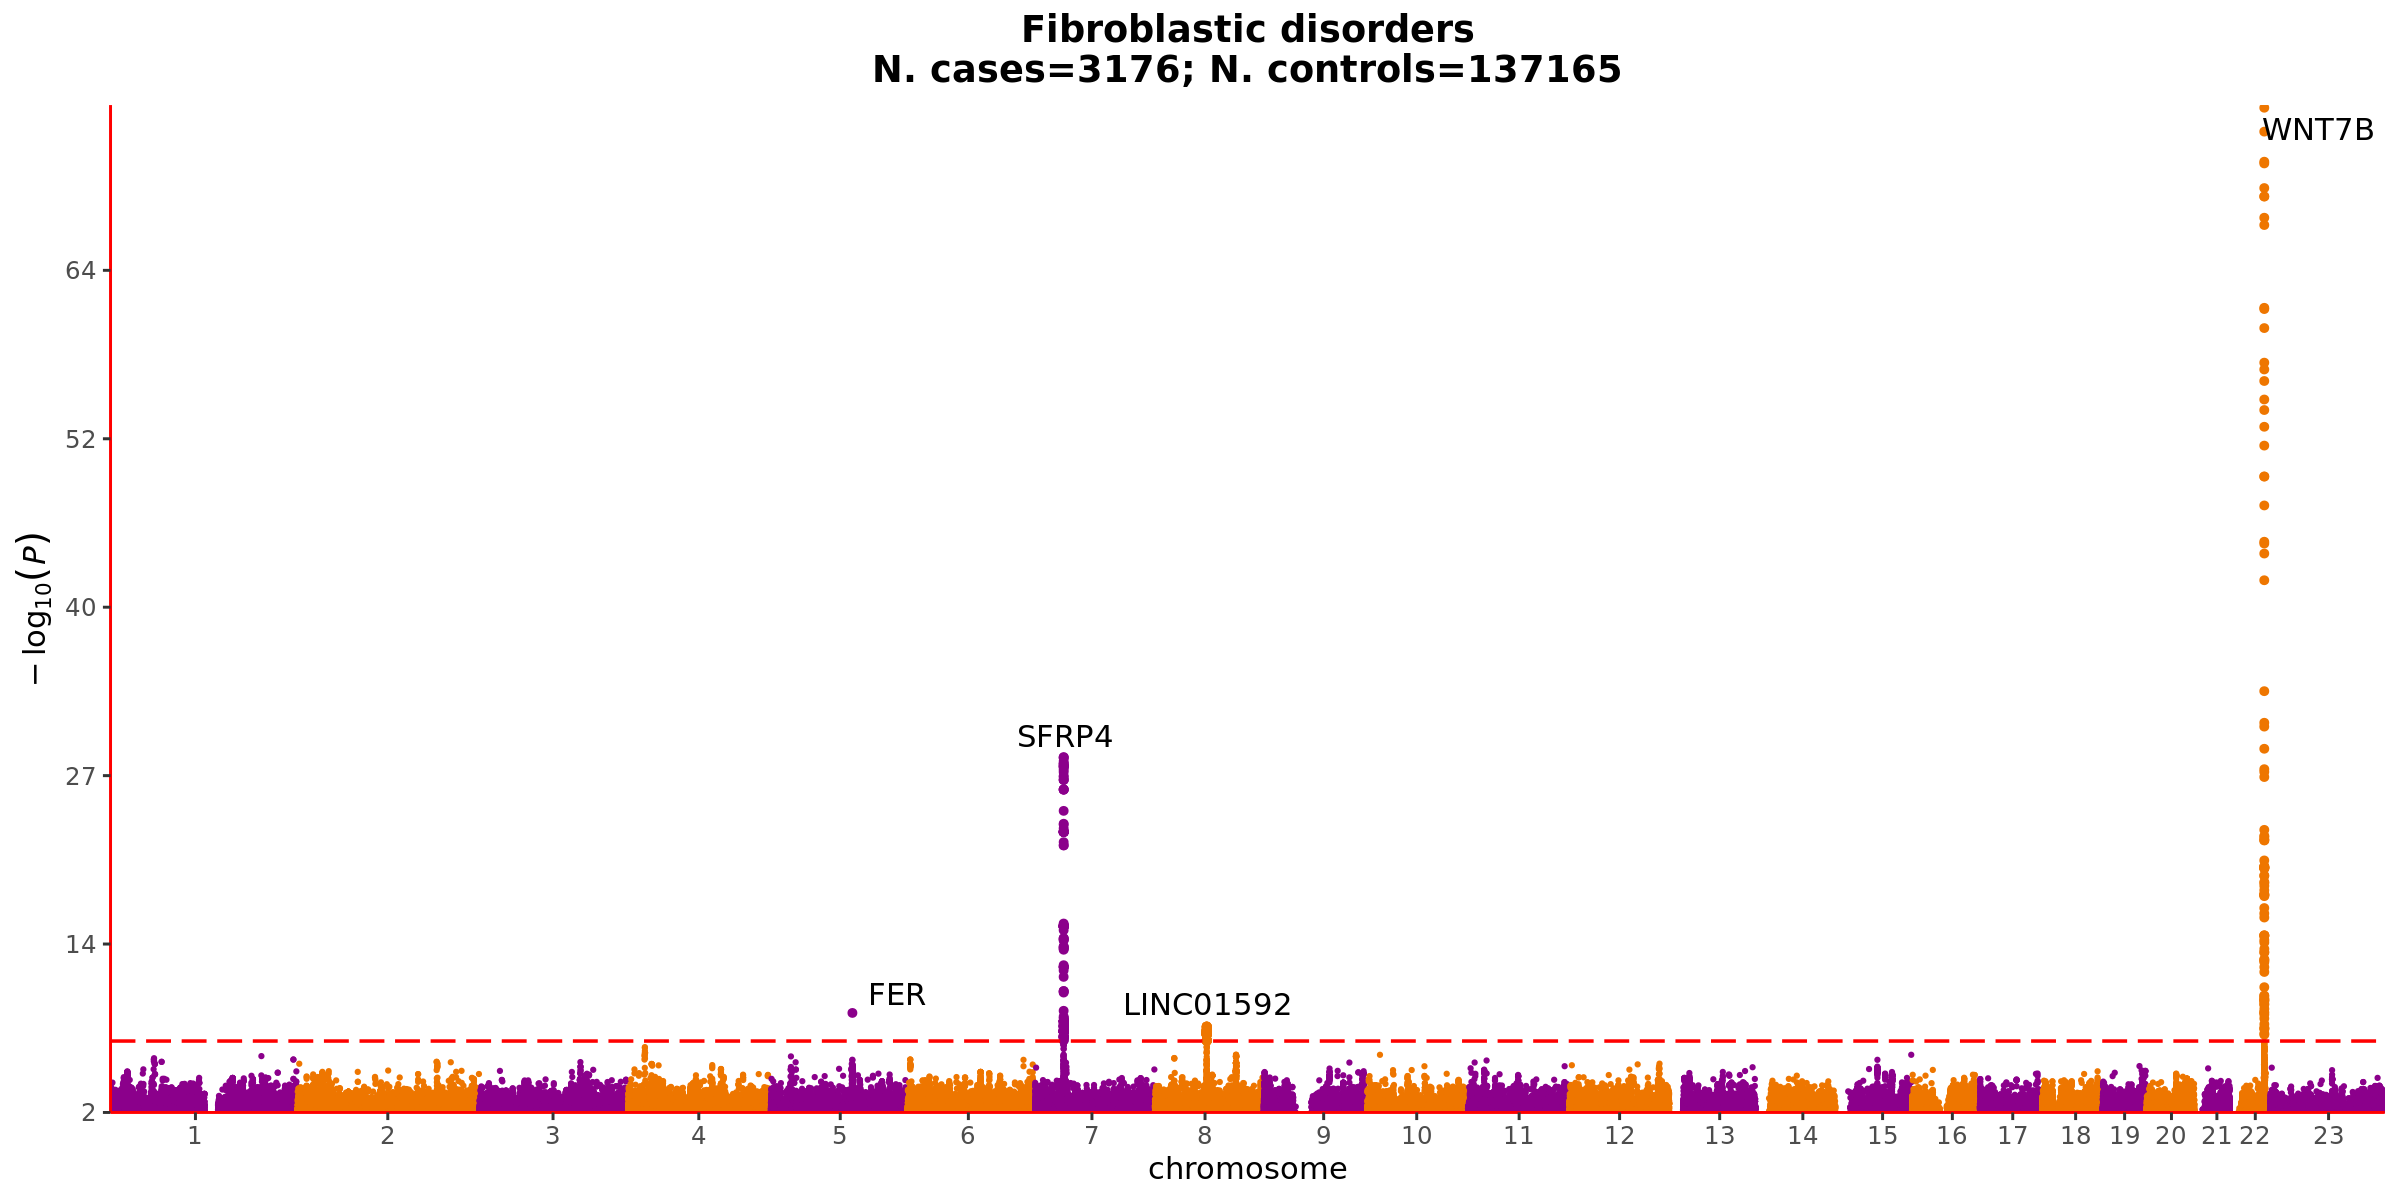 Fibroblastic disorders
N. cases=3176; N. controls=137165
WNT7B
64
52
40
27
14
2
−log10(P)
SFRP4
FER
LINC01592
1 2 3 4 5 6 7 8 9 10 11 12 13 14 15 16 17 18 19 20 21 22 23
chromosome